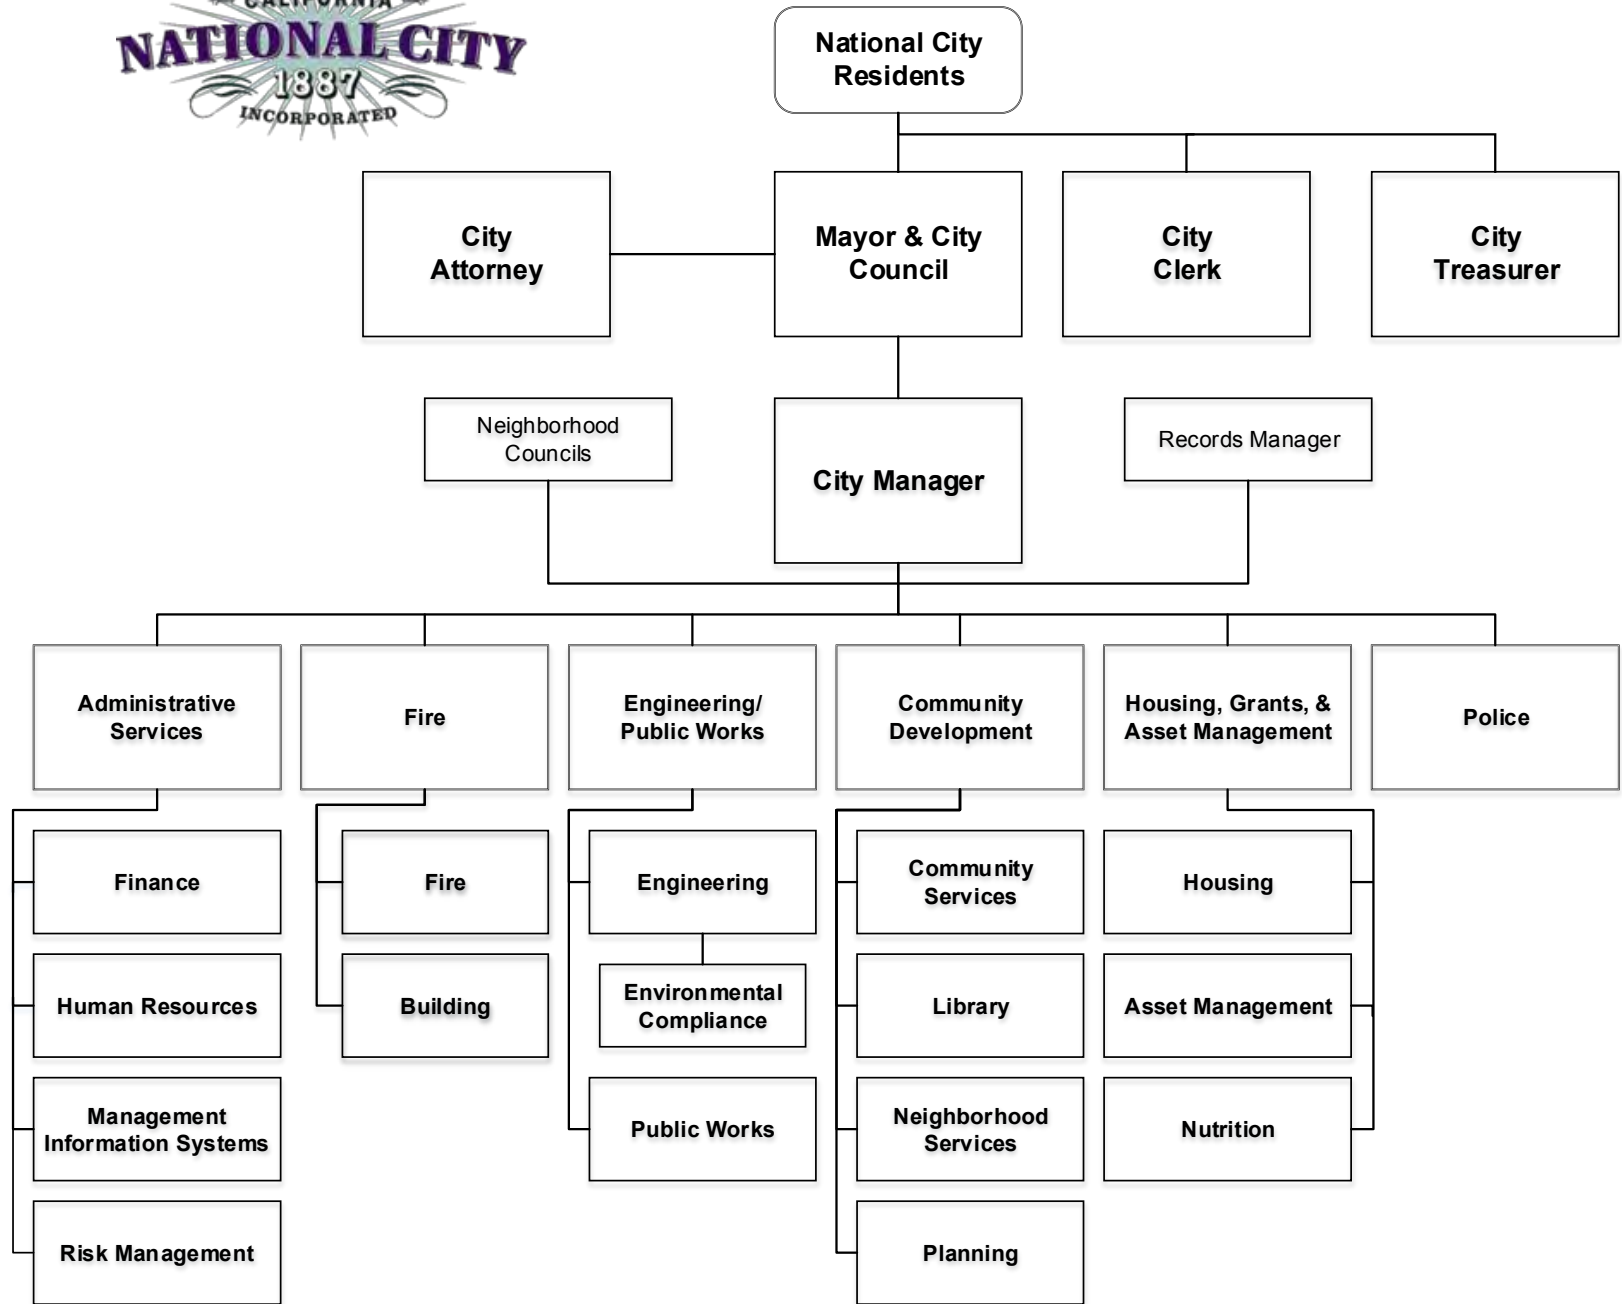 CALIFORNIA
NATIONAL CITY
1887
INCORPORATED
National City
Residents
City
Attorney
Mayor & City
Council
City
Clerk
City
Treasurer
Neighborhood
Councils
City Manager
Records Manager
Administrative
Services
Fire
Engineering/
Public Works
Community
Development
Housing, Grants, &
Asset Management
Police
Finance
Human Resources
Management
Information Systems
Risk Management
Fire
Building
Engineering
Environmental
Compliance
Public Works
Community
Services
Library
Neighborhood
Services
Planning
Housing
Asset Management
Nutrition